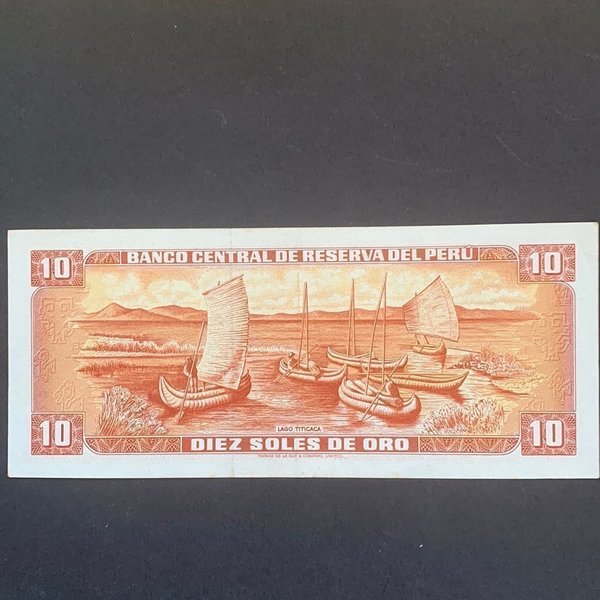 10 BANCO CENTRAL DE RESERVA DEL PERÚ 10
LAGO TITICACA
10 DIEZ SOLES DE ORO 10
THOMAS DE LA RUE & COMPANY, LIMITED